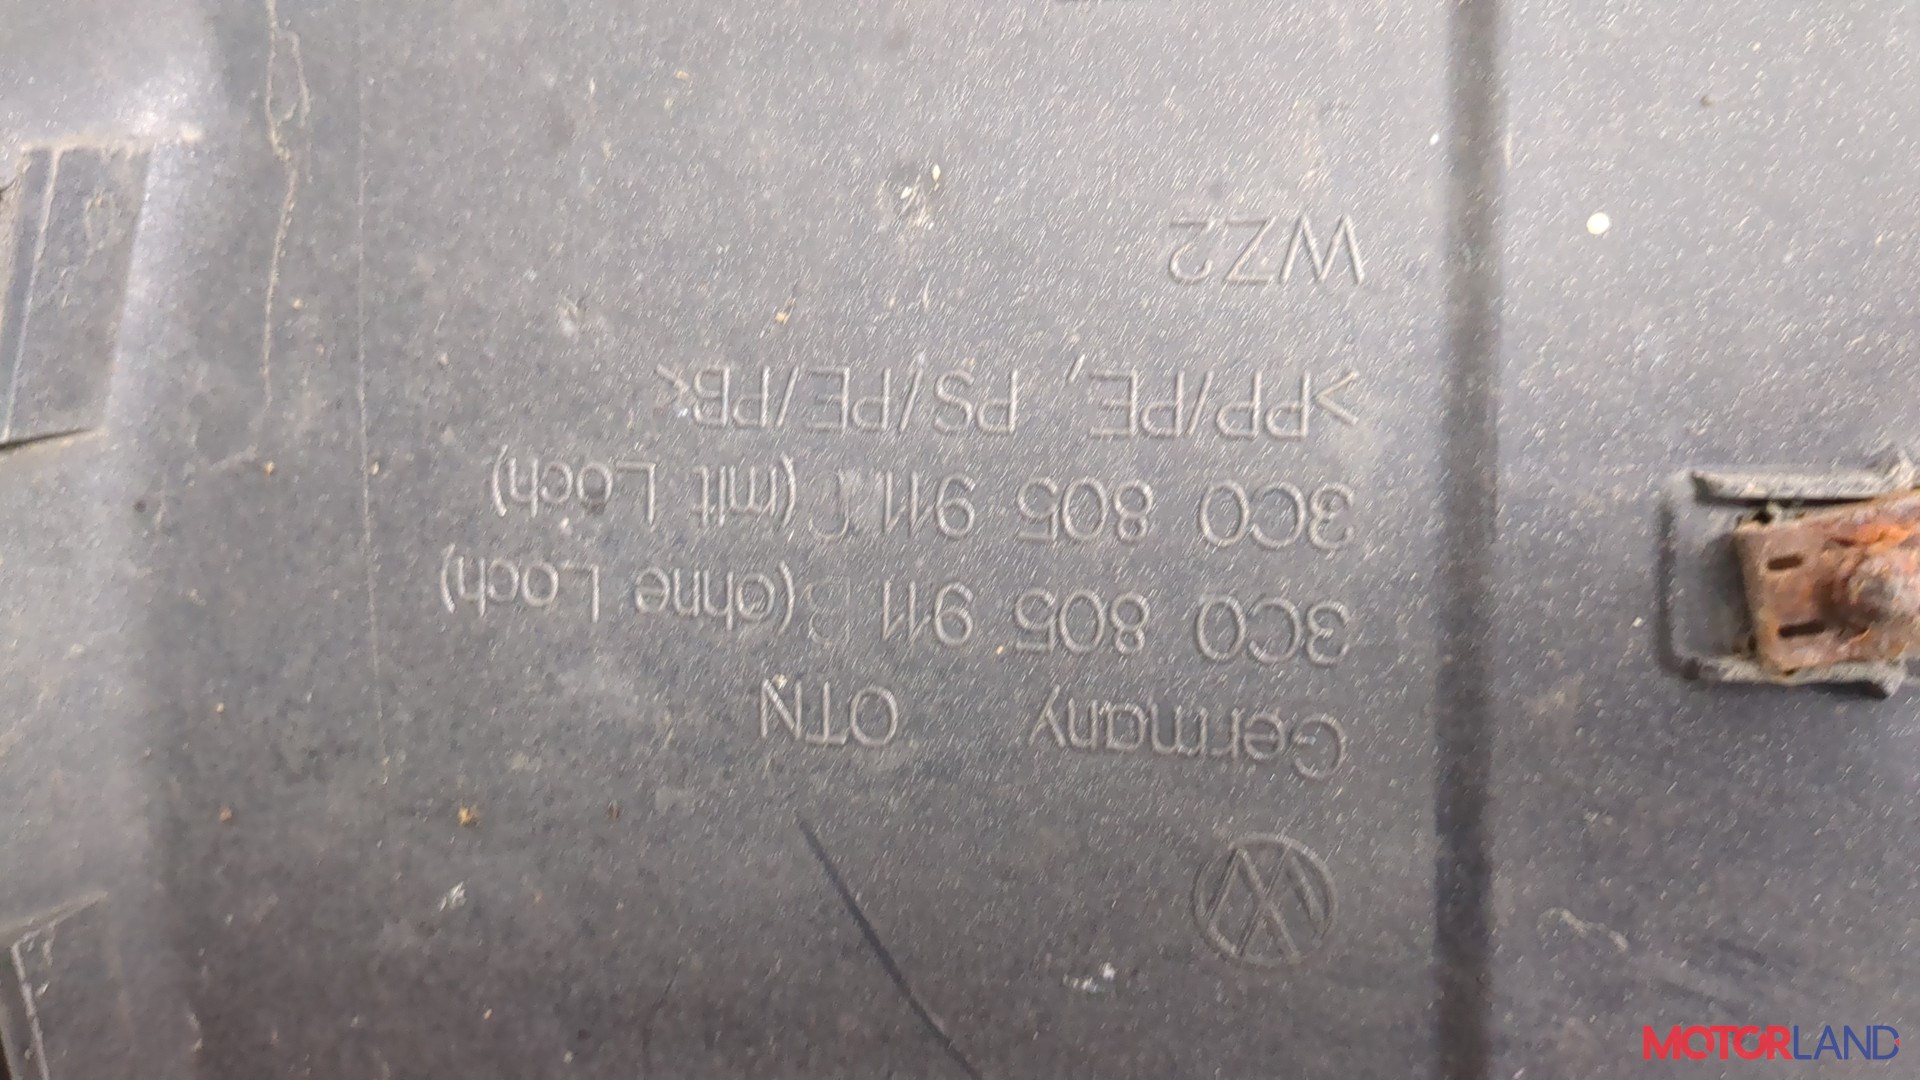 Germany OTN
3C0 805 911 B (ohne Loch)
3C0 805 911 C (mit Loch)
>PP/PE, PS/PE/PB<
WZ2
MOTORLAND